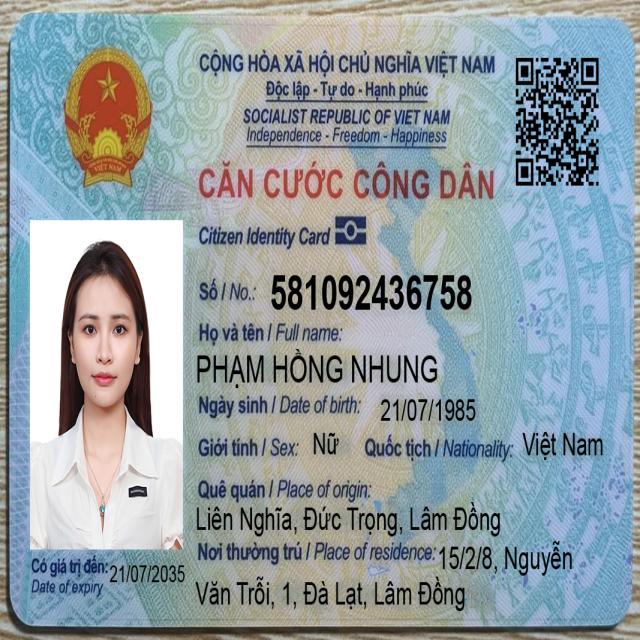 CỘNG HÒA XÃ HỘI CHỦ NGHĨA VIỆT NAM
Độc lập - Tự do - Hạnh phúc
SOCIALIST REPUBLIC OF VIET NAM
Independence - Freedom - Happiness
CĂN CƯỚC CÔNG DÂN
Citizen Identity Card
Số / No.: 581092436758
Họ và tên / Full name:
PHẠM HỒNG NHUNG
Ngày sinh / Date of birth: 21/07/1985
Giới tính / Sex: Nữ Quốc tịch / Nationality: Việt Nam
Quê quán / Place of origin:
Liên Nghĩa, Đức Trọng, Lâm Đồng
Nơi thường trú / Place of residence: 15/2/8, Nguyễn
Văn Trỗi, 1, Đà Lạt, Lâm Đồng
Có giá trị đến: 21/07/2035
Date of expiry
VIỆT NAM